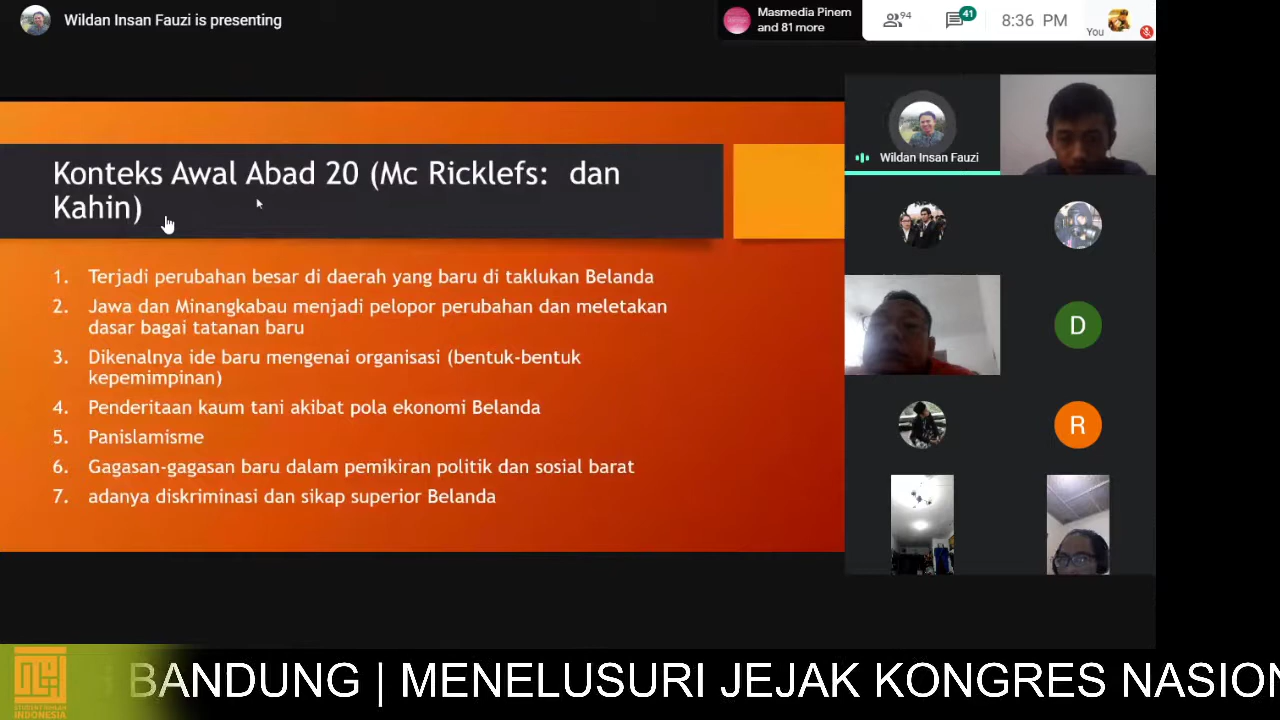 Wildan Insan Fauzi is presenting
Masmedia Pinem
and 81 more
94
41
8:36 PM
You
Konteks Awal Abad 20 (Mc Ricklefs: dan
Kahin)
1. Terjadi perubahan besar di daerah yang baru di taklukan Belanda
2. Jawa dan Minangkabau menjadi pelopor perubahan dan meletakan
dasar bagai tatanan baru
3. Dikenalnya ide baru mengenai organisasi (bentuk-bentuk
kepemimpinan)
4. Penderitaan kaum tani akibat pola ekonomi Belanda
5. Panislamisme
6. Gagasan-gagasan baru dalam pemikiran politik dan sosial barat
7. adanya diskriminasi dan sikap superior Belanda
Wildan Insan Fauzi
D
R
BANDUNG | MENELUSURI JEJAK KONGRES NASION
INDONESIA